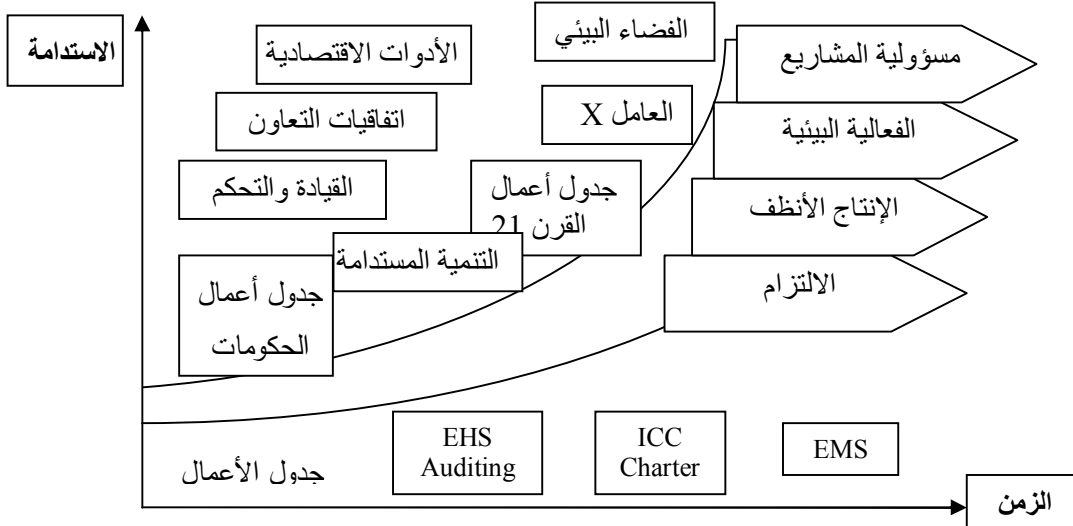 الاستدامة
الأدوات الاقتصادية
الفضاء البيئي
مسؤولية المشاريع
اتفاقيات التعاون
العامل X
الفعالية البيئية
القيادة والتحكم
جدول أعمال
القرن 21
الإنتاج الأنظف
التنمية المستدامة
جدول أعمال
الحكومات
الالتزام
جدول الأعمال
EHS
Auditing
ICC
Charter
EMS
الزمن